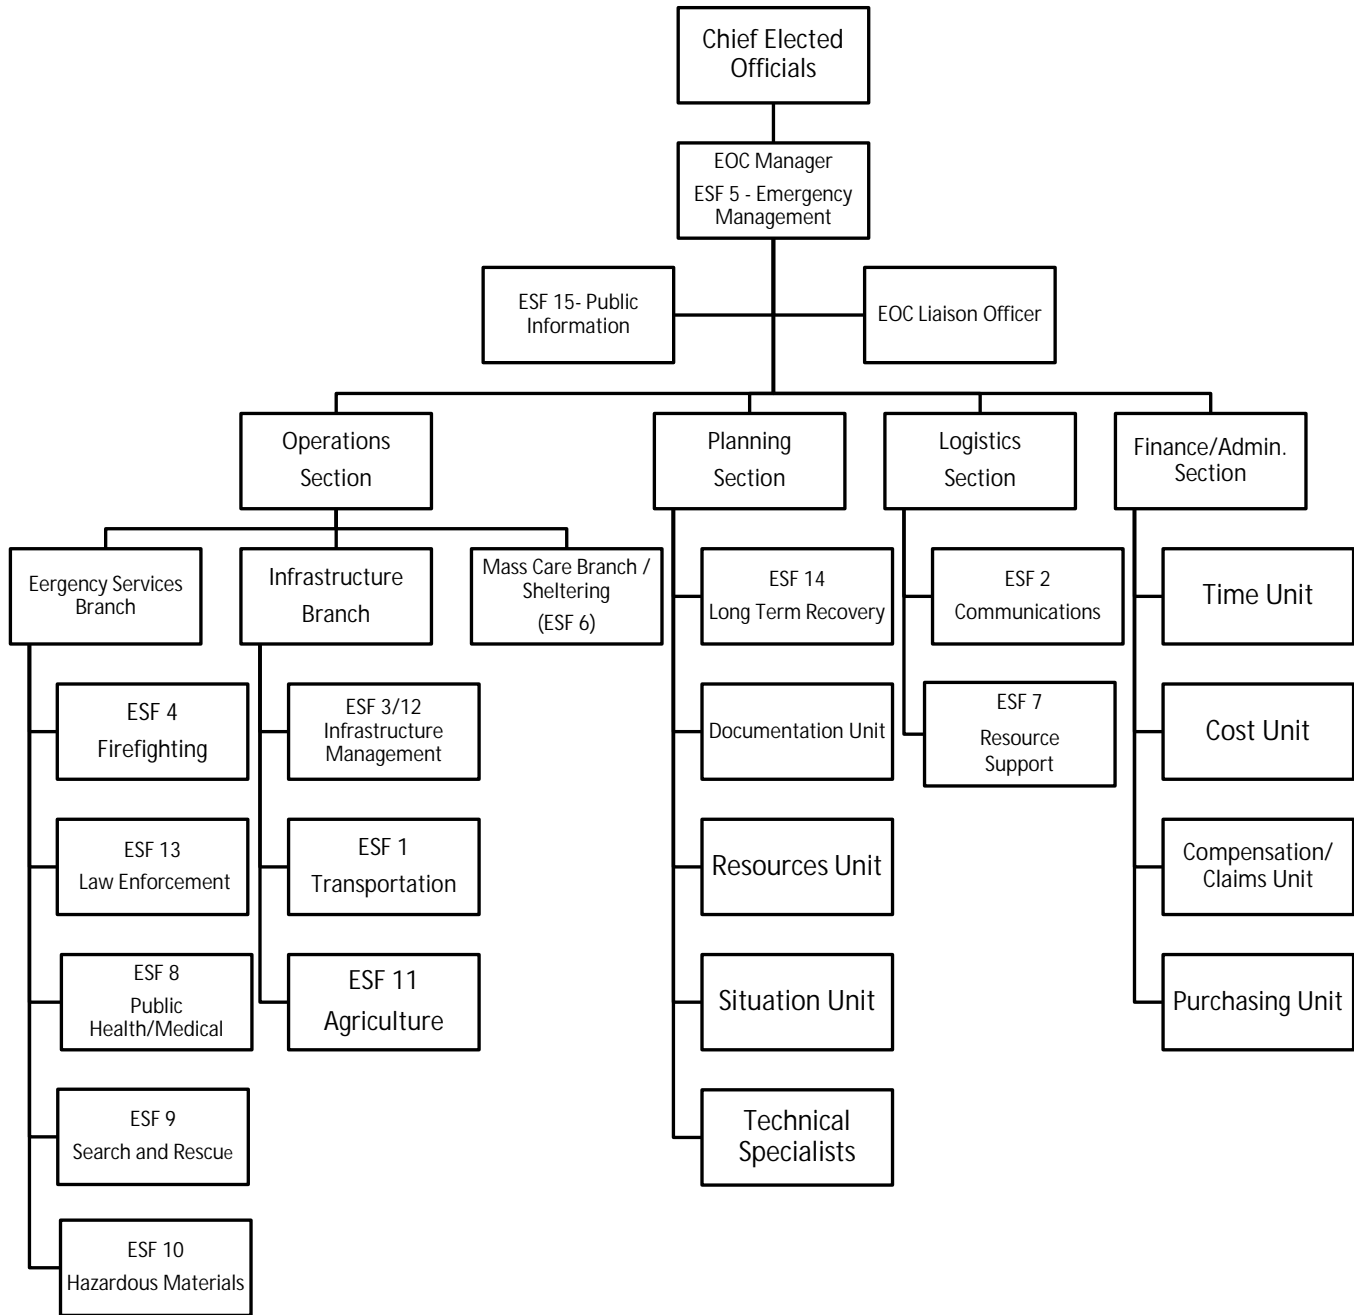 Chief Elected
Officials
EOC Manager
ESF 5 - Emergency
Management
ESF 15- Public
Information
EOC Liaison Officer
Operations
Section
Planning
Section
Logistics
Section
Finance/Admin.
Section
Eergency Services
Branch
Infrastructure
Branch
Mass Care Branch /
Sheltering
(ESF 6)
ESF 14
Long Term Recovery
ESF 2
Communications
Time Unit
ESF 4
Firefighting
ESF 3/12
Infrastructure
Management
Documentation Unit
ESF 7
Resource
Support
Cost Unit
ESF 13
Law Enforcement
ESF 1
Transportation
Resources Unit
Compensation/
Claims Unit
ESF 8
Public
Health/Medical
ESF 11
Agriculture
Situation Unit
Purchasing Unit
ESF 9
Search and Rescue
Technical
Specialists
ESF 10
Hazardous Materials